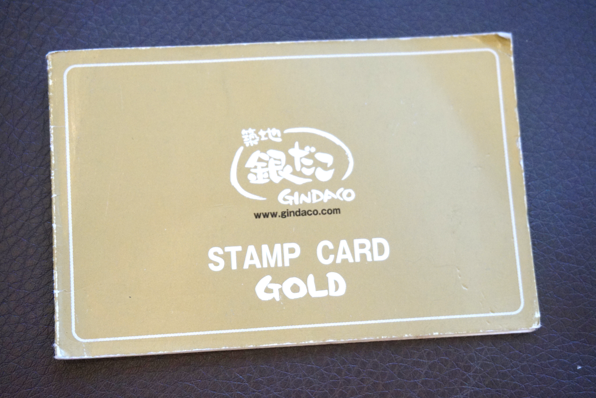 築地
銀だこ
GINDACO
www.gindaco.com
STAMP CARD
GOLD